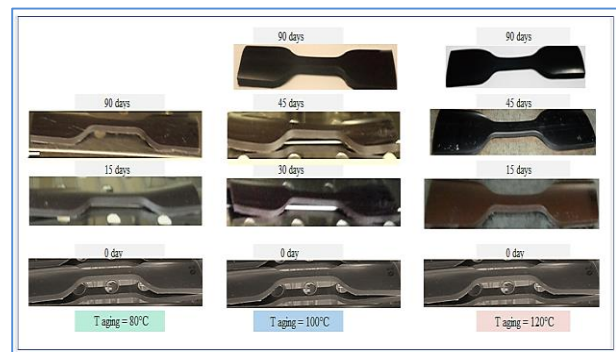 90 days
90 days
90 days
45 days
45 days
15 days
30 days
15 days
0 day
0 day
0 day
T aging = 80°C
T aging = 100°C
T aging = 120°C